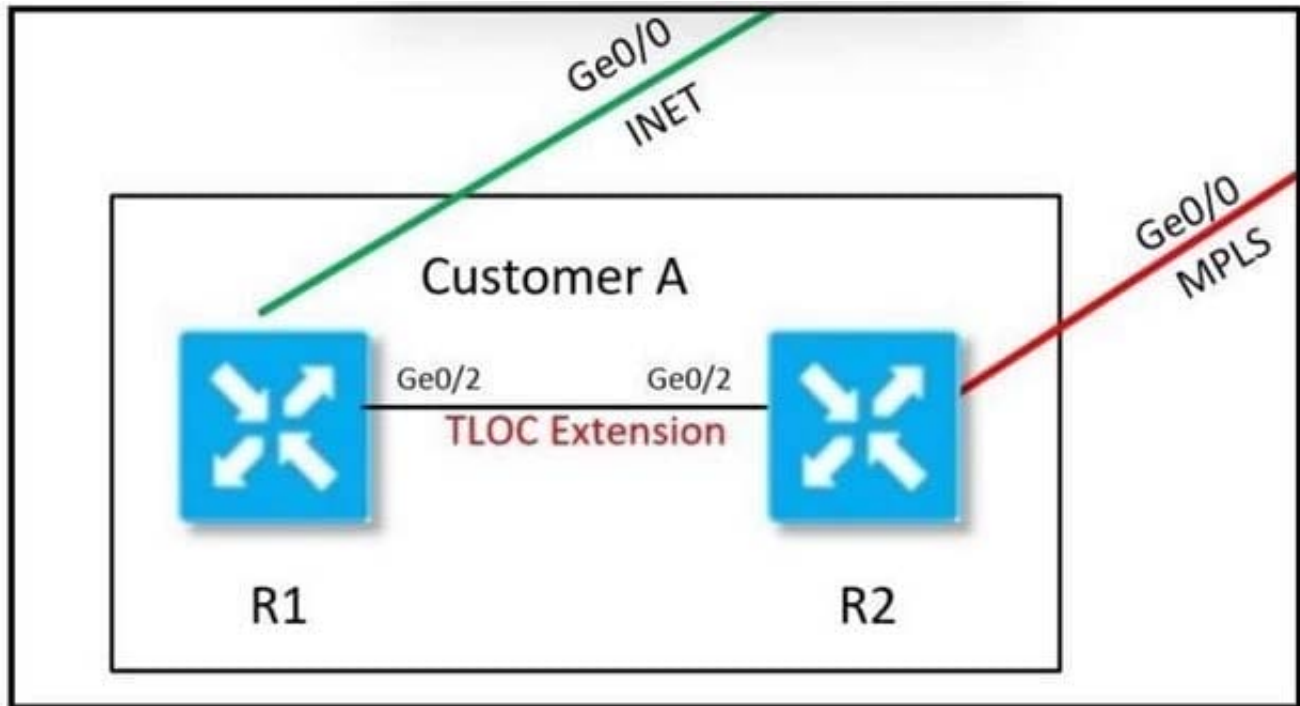 Ge0/0
INET
Ge0/0
MPLS
Customer A
Ge0/2
Ge0/2
TLOC Extension
R1
R2